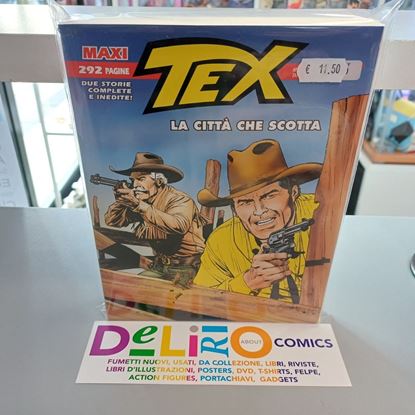 MAXI
292 PAGINE
DUE STORIE
COMPLETE
E INEDITE!
TEX
€ 11,50
LA CITTÀ CHE SCOTTA
DeLiRiO ABOUT COMICS
FUMETTI NUOVI, USATI, DA COLLEZIONE, LIBRI, RIVISTE,
LIBRI D'ILLUSTRAZIONI, POSTERS, DVD, T-SHIRTS, FELPE,
ACTION FIGURES, PORTACHIAVI, GADGETS